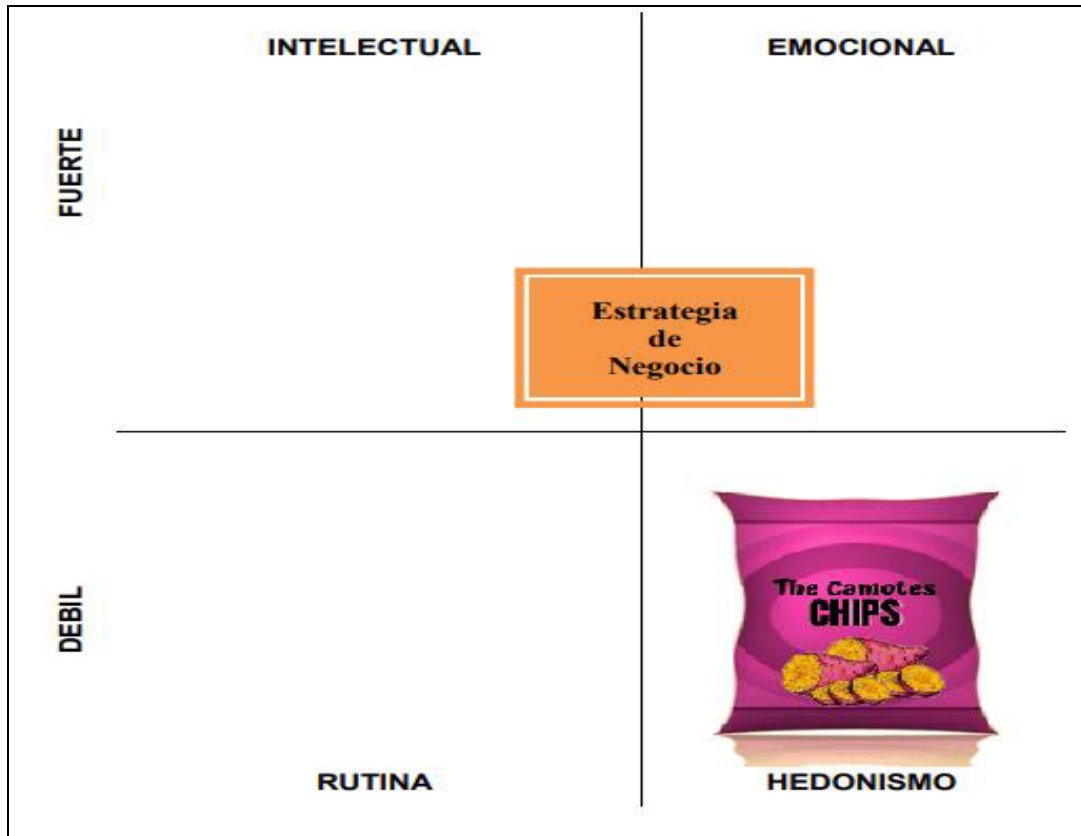 INTELECTUAL
EMOCIONAL
FUERTE
Estrategia
de
Negocio
DEBIL
The Camotes
CHIPS
RUTINA
HEDONISMO